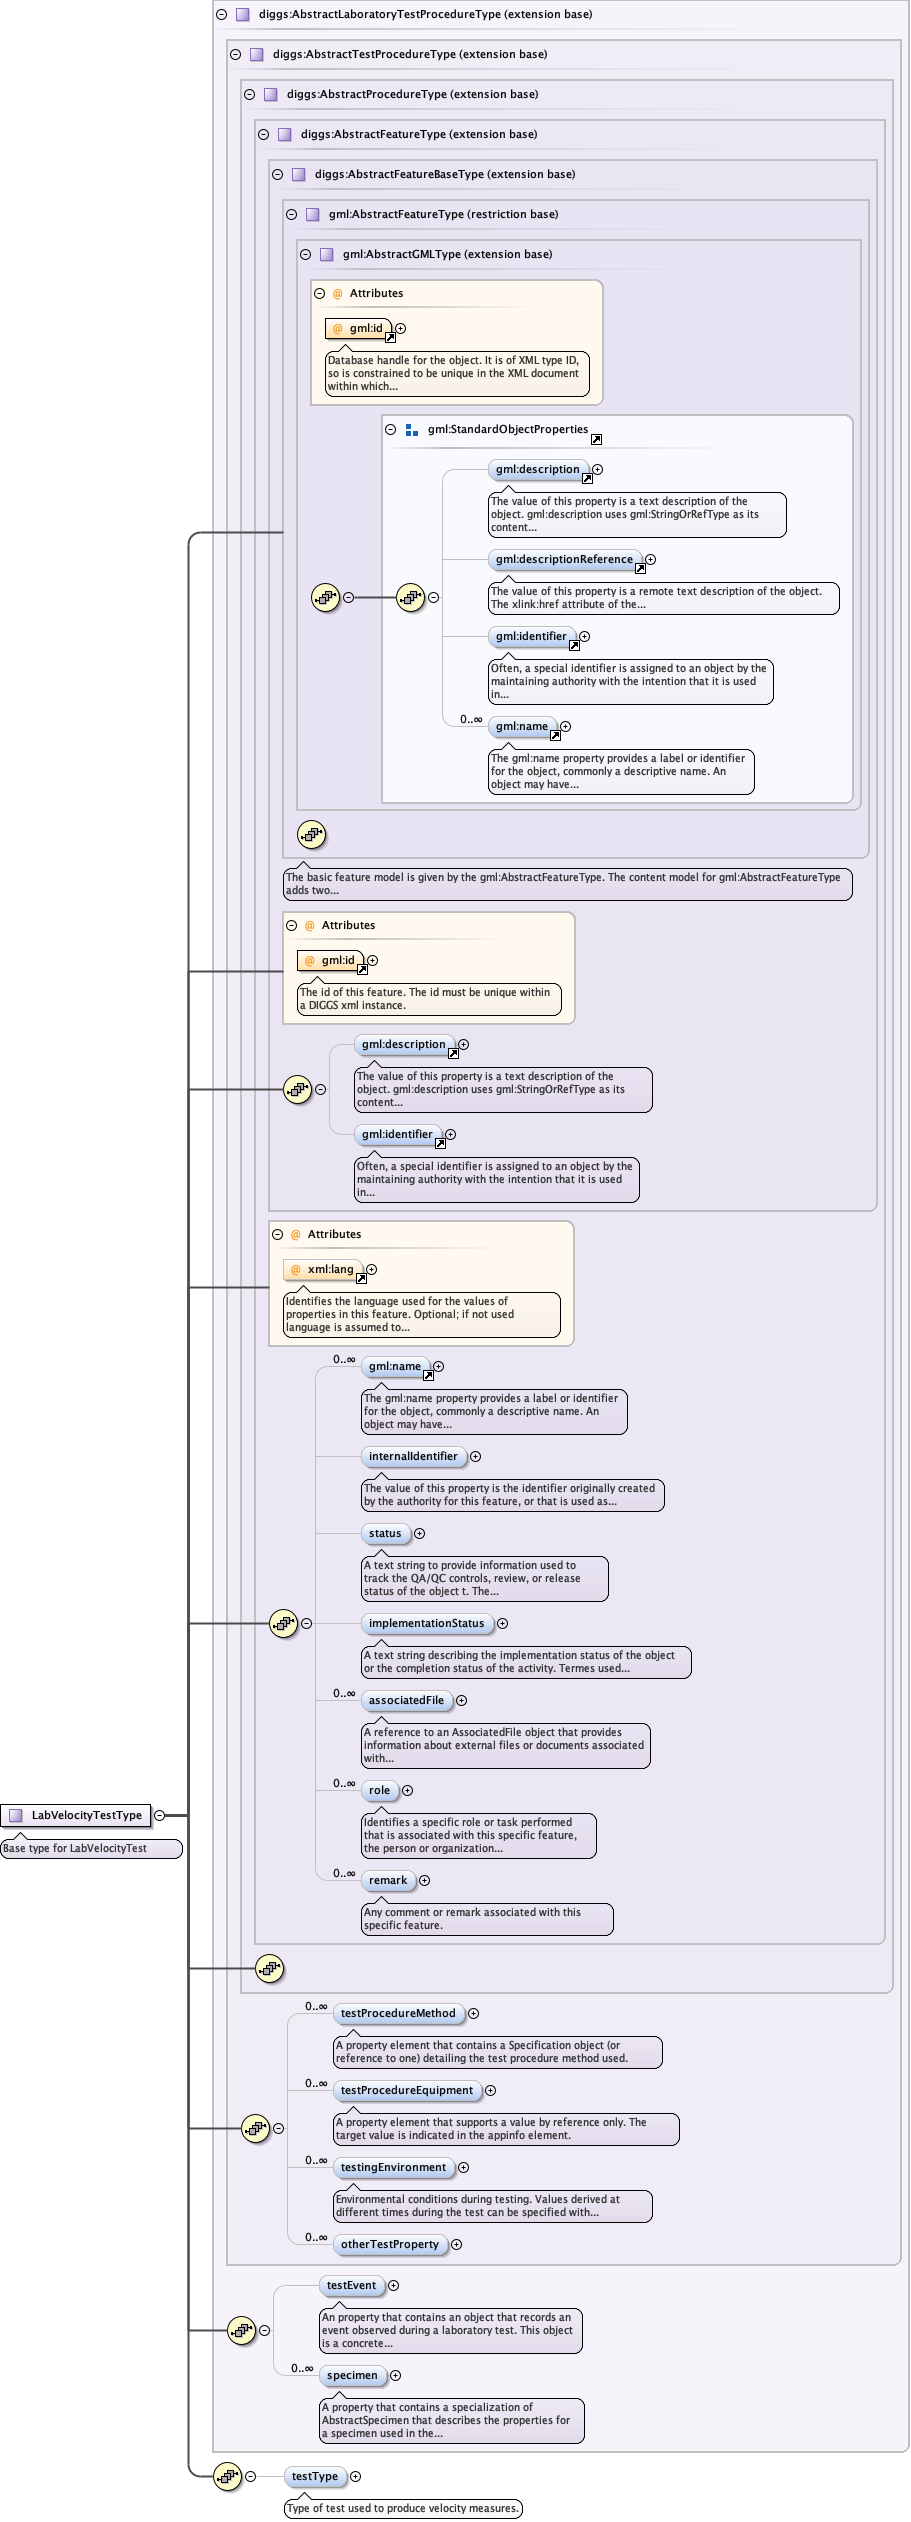 diggs:AbstractLaboratoryTestProcedureType (extension base)
diggs:AbstractTestProcedureType (extension base)
diggs:AbstractProcedureType (extension base)
diggs:AbstractFeatureType (extension base)
diggs:AbstractFeatureBaseType (extension base)
gml:AbstractFeatureType (restriction base)
gml:AbstractGMLType (extension base)
@ Attributes
@ gml:id
Database handle for the object. It is of XML type ID,
so is constrained to be unique in the XML document
within which...
gml:StandardObjectProperties
gml:description
The value of this property is a text description of the
object. gml:description uses gml:StringOrRefType as its
content...
gml:descriptionReference
The value of this property is a remote text description of the object.
The xlink:href attribute of the...
gml:identifier
Often, a special identifier is assigned to an object by the
maintaining authority with the intention that it is used
in...
0..∞
gml:name
The gml:name property provides a label or identifier
for the object, commonly a descriptive name. An
object may have...
The basic feature model is given by the gml:AbstractFeatureType. The content model for gml:AbstractFeatureType
adds two...
@ Attributes
@ gml:id
The id of this feature. The id must be unique within
a DIGGS xml instance.
gml:description
The value of this property is a text description of the
object. gml:description uses gml:StringOrRefType as its
content...
gml:identifier
Often, a special identifier is assigned to an object by the
maintaining authority with the intention that it is used
in...
@ Attributes
@ xml:lang
Identifies the language used for the values of
properties in this feature. Optional; if not used
language is assumed to...
0..∞
gml:name
The gml:name property provides a label or identifier
for the object, commonly a descriptive name. An
object may have...
internalIdentifier
The value of this property is the identifier originally created
by the authority for this feature, or that is used as...
status
A text string to provide information used to
track the QA/QC controls, review, or release
status of the object t. The...
implementationStatus
A text string describing the implementation status of the object
or the completion status of the activity. Termes used...
0..∞
associatedFile
A reference to an AssociatedFile object that provides
information about external files or documents associated
with...
0..∞
role
Identifies a specific role or task performed
that is associated with this specific feature,
the person or organization...
LabVelocityTestType
Base type for LabVelocityTest
0..∞
remark
Any comment or remark associated with this
specific feature.
0..∞
testProcedureMethod
A property element that contains a Specification object (or
reference to one) detailing the test procedure method used.
0..∞
testProcedureEquipment
A property element that supports a value by reference only. The
target value is indicated in the appinfo element.
0..∞
testingEnvironment
Environmental conditions during testing. Values derived at
different times during the test can be specified with...
0..∞
otherTestProperty
testEvent
An property that contains an object that records an
event observed during a laboratory test. This object
is a concrete...
0..∞
specimen
A property that contains a specialization of
AbstractSpecimen that describes the properties for
a specimen used in the...
testType
Type of test used to produce velocity measures.